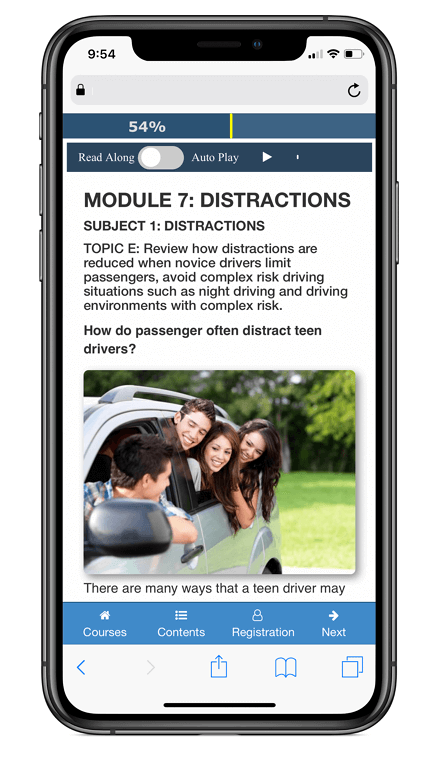 9:54
54%
Read Along Auto Play
MODULE 7: DISTRACTIONS
SUBJECT 1: DISTRACTIONS
TOPIC E: Review how distractions are
reduced when novice drivers limit
passengers, avoid complex risk driving
situations such as night driving and driving
environments with complex risk.
How do passenger often distract teen
drivers?
There are many ways that a teen driver may
Courses Contents Registration Next